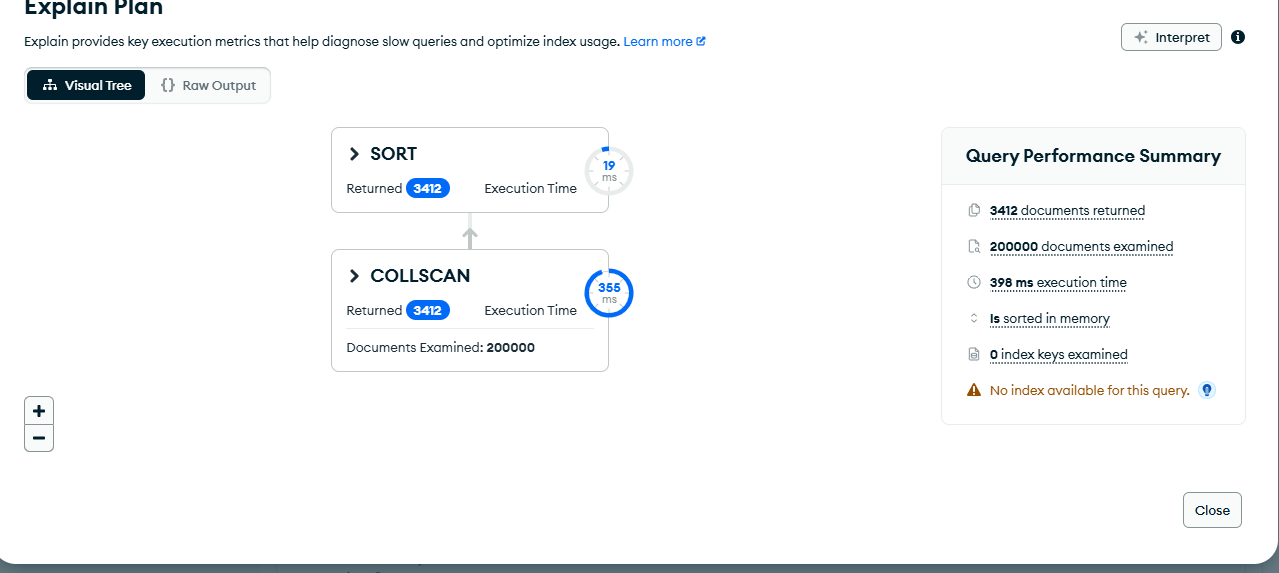 Explain Plan
Explain provides key execution metrics that help diagnose slow queries and optimize index usage. Learn more
Interpret
Visual Tree
{} Raw Output
SORT
Returned 3412 Execution Time
19 ms
COLLSCAN
Returned 3412 Execution Time
355 ms
Documents Examined: 200000
Query Performance Summary
3412 documents returned
200000 documents examined
398 ms execution time
Is sorted in memory
0 index keys examined
No index available for this query.
+
−
Close